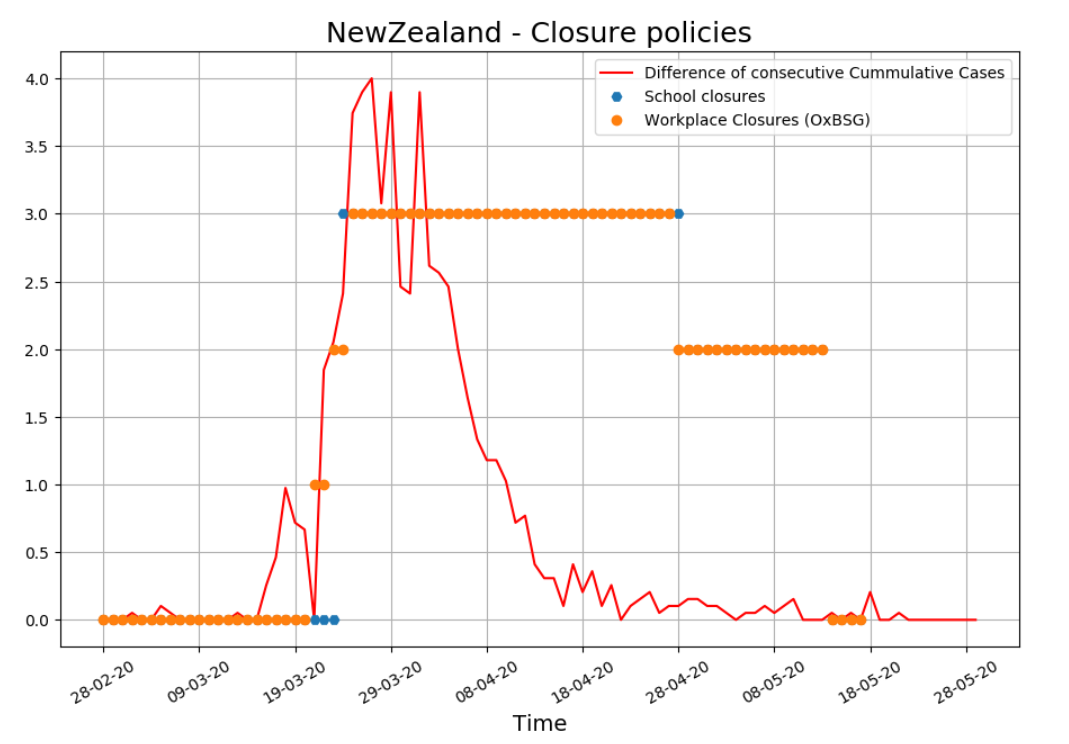 NewZealand - Closure policies
Difference of consecutive Cummulative Cases
School closures
Workplace Closures (OxBSG)
4.0
3.5
3.0
2.5
2.0
1.5
1.0
0.5
0.0
28-02-20 09-03-20 19-03-20 29-03-20 08-04-20 18-04-20 28-04-20 08-05-20 18-05-20 28-05-20
Time